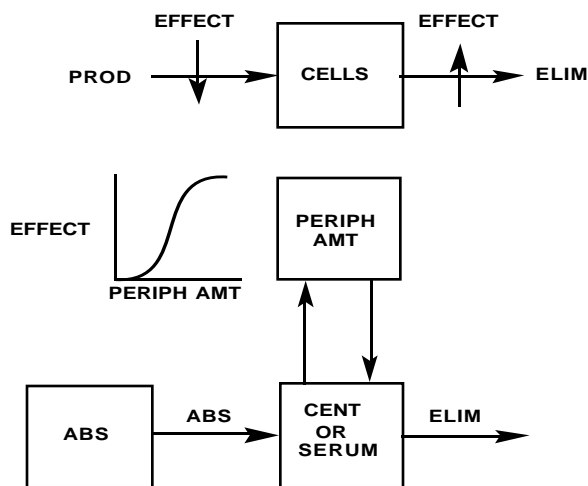 EFFECT
EFFECT
PROD
CELLS
ELIM
EFFECT
PERIPH AMT
PERIPH
AMT
ABS
ABS
CENT
OR
SERUM
ELIM